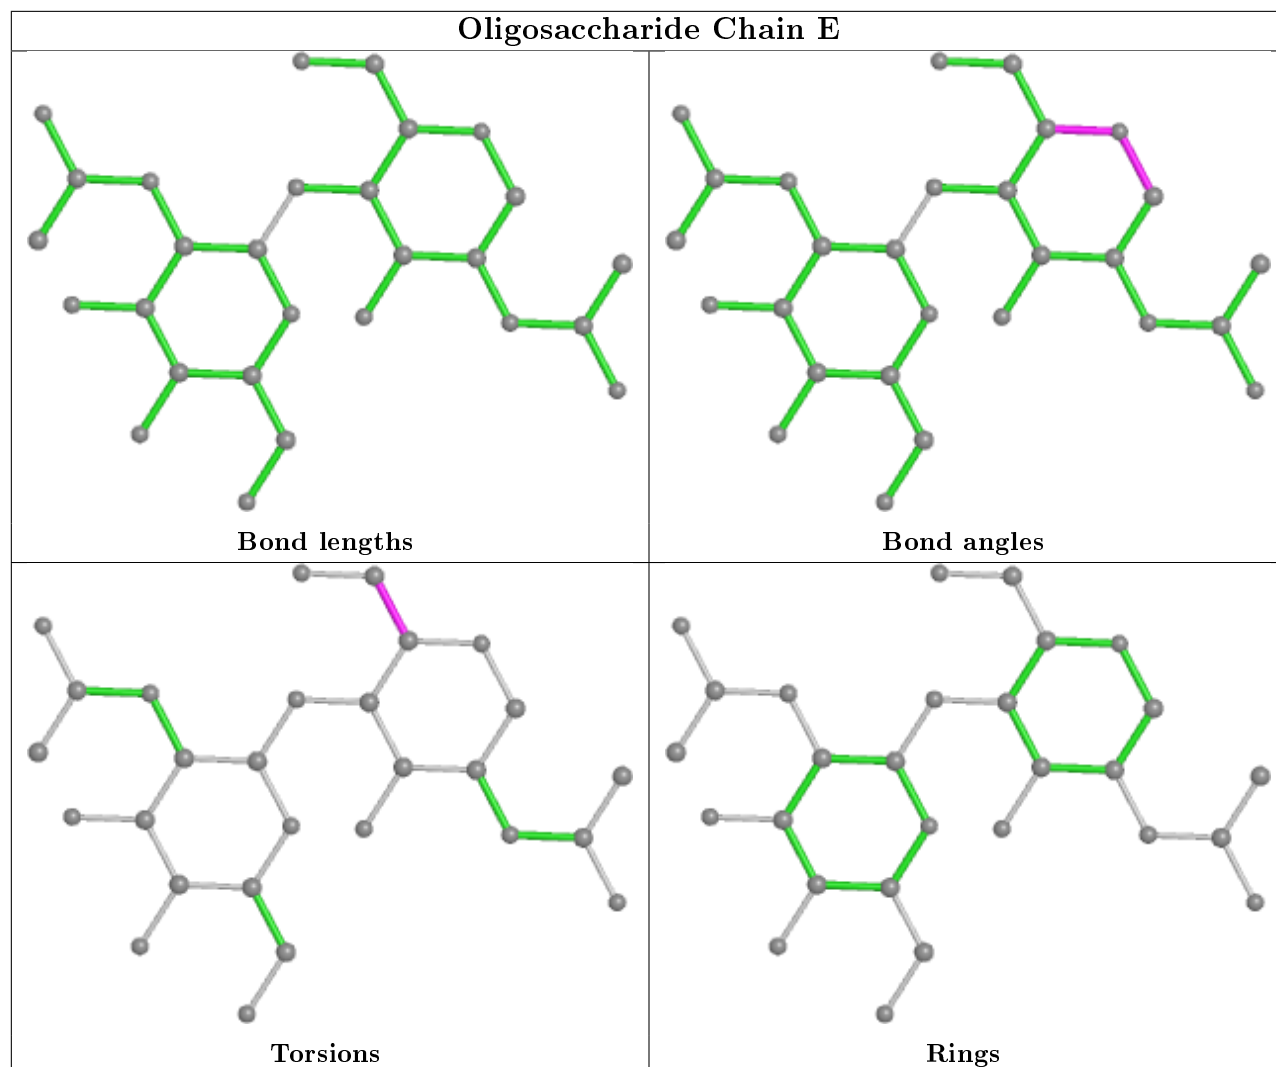 Oligosaccharide Chain E
Bond lengths
Bond angles
Torsions
Rings